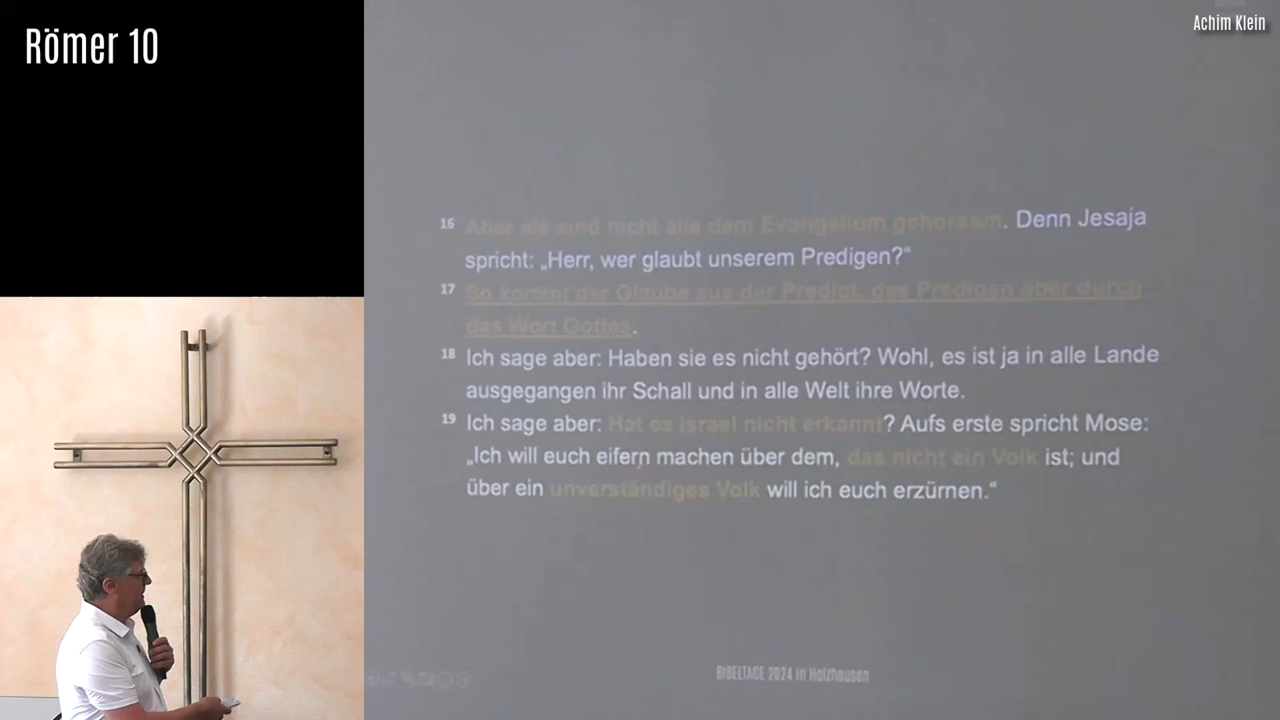 Römer 10
Achim Klein
16 Aber sie sind nicht alle dem Evangelium gehorsam. Denn Jesaja
spricht: „Herr, wer glaubt unserem Predigen?“
17 So kommt der Glaube aus der Predigt, das Predigen aber durch
das Wort Gottes.
18 Ich sage aber: Haben sie es nicht gehört? Wohl, es ist ja in alle Lande
ausgegangen ihr Schall und in alle Welt ihre Worte.
19 Ich sage aber: Hat es Israel nicht erkannt? Aufs erste spricht Mose:
„Ich will euch eifern machen über dem, das nicht ein Volk ist; und
über ein unverständiges Volk will ich euch erzürnen.“
BIBELTAGE 2024 in Holzhausen